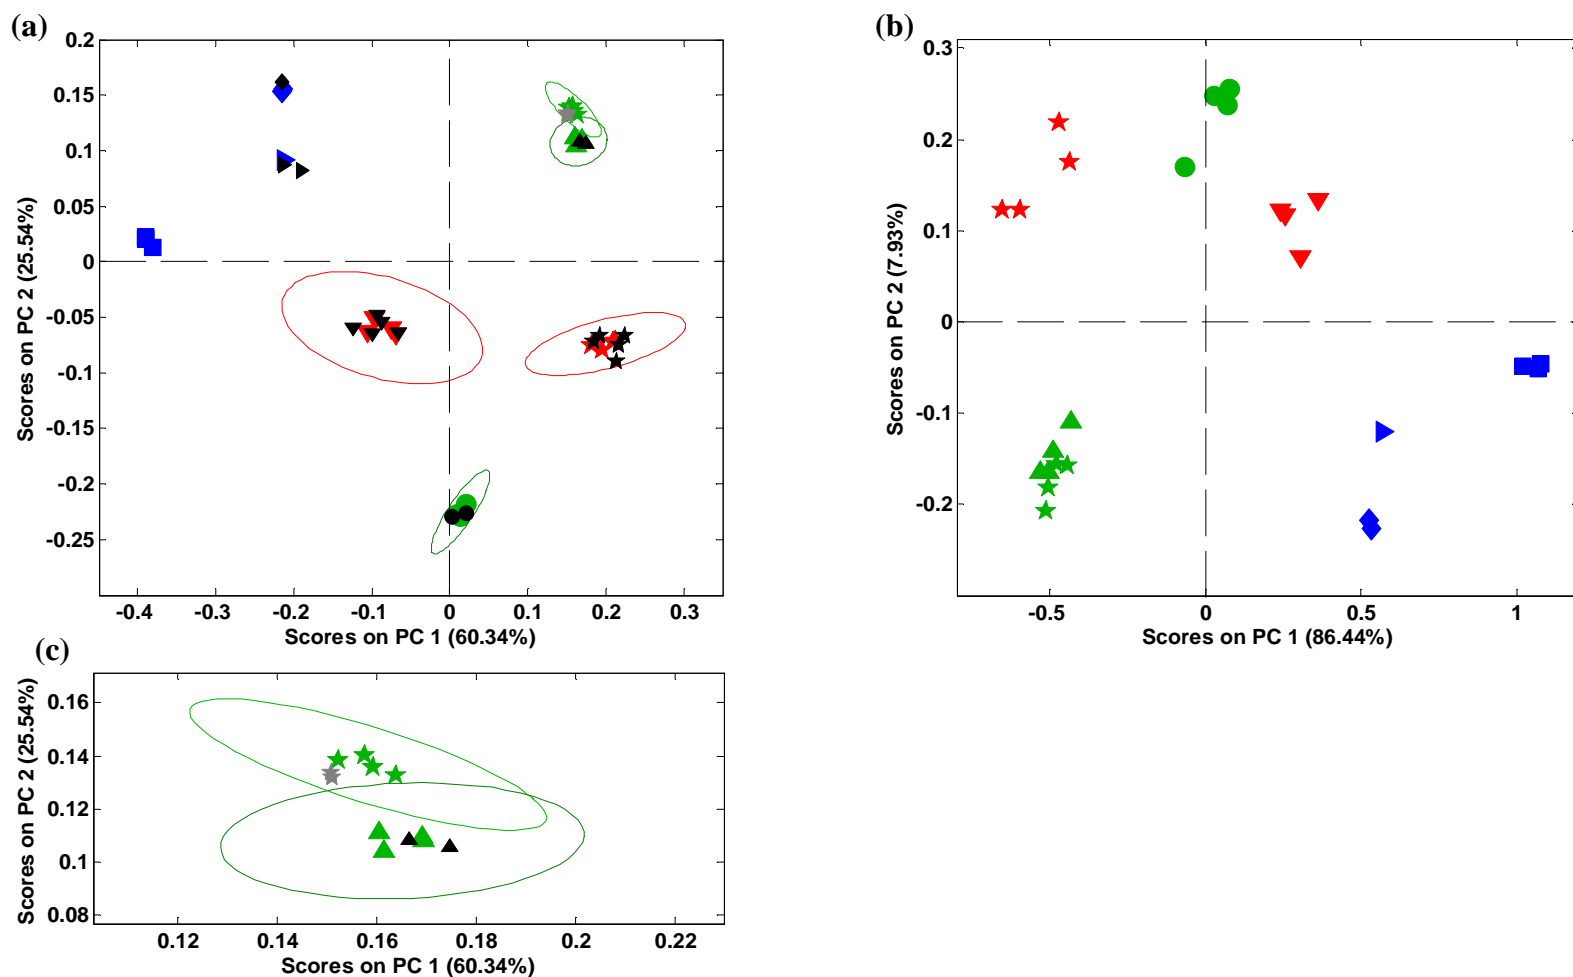 (a)
0.2
0.15
0.1
0.05
0
-0.05
-0.1
-0.15
-0.2
-0.25
Scores on PC 2 (25.54%)
-0.4 -0.3 -0.2 -0.1 0 0.1 0.2 0.3
Scores on PC 1 (60.34%)
(b)
0.3
0.2
0.1
0
-0.1
-0.2
Scores on PC 2 (7.93%)
-0.5 0 0.5 1
Scores on PC 1 (86.44%)
(c)
0.16
0.14
0.12
0.1
0.08
Scores on PC 2 (25.54%)
0.12 0.14 0.16 0.18 0.2 0.22
Scores on PC 1 (60.34%)